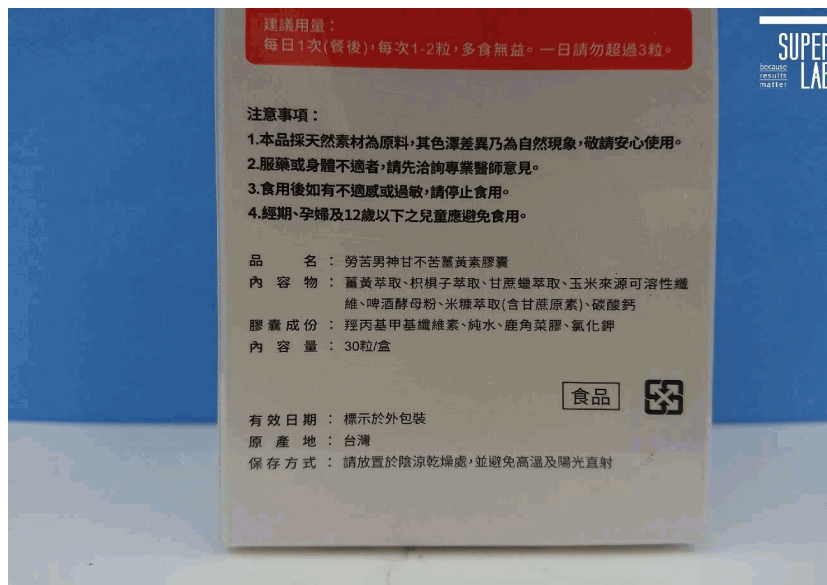 建議用量：
每日1次(餐後)，每次1-2粒，多食無益。一日請勿超過3粒。
SUPER
LAB
because
results
matter
注意事項：
1.本品採天然素材為原料，其色澤差異乃為自然現象，敬請安心使用。
2.服藥或身體不適者，請先洽詢專業醫師意見。
3.食用後如有不適感或過敏，請停止食用。
4.經期、孕婦及12歲以下之兒童應避免食用。
品名：勞苦男神甘不苦薑黃素膠囊
內容物：薑黃萃取、枳椇子萃取、甘蔗蠟萃取、玉米來源可溶性纖
維、啤酒酵母粉、米糠萃取(含甘蔗原素)、碳酸鈣
膠囊成份：羥丙基甲基纖維素、純水、鹿角菜膠、氯化鉀
內容量：30粒/盒
食品
有效日期：標示於外包裝
原產地：台灣
保存方式：請放置於陰涼乾燥處，並避免高溫及陽光直射